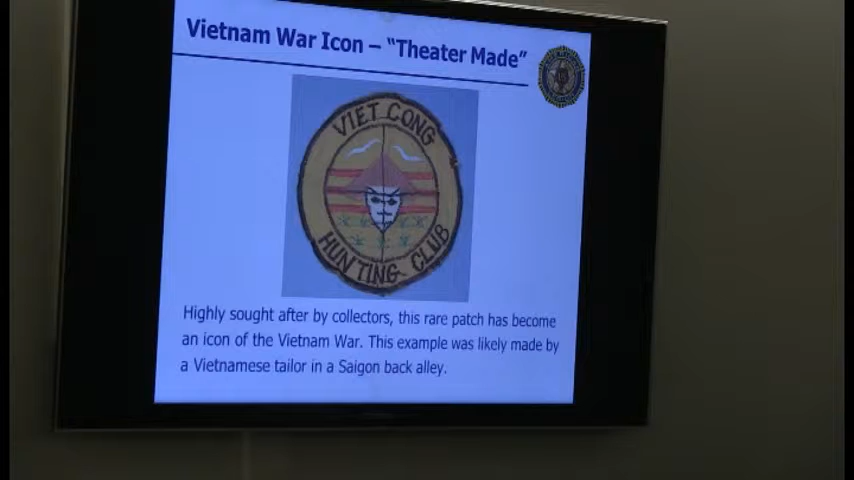 Vietnam War Icon – “Theater Made”
VIET CONG
HUNTING CLUB
Highly sought after by collectors, this rare patch has become
an icon of the Vietnam War. This example was likely made by
a Vietnamese tailor in a Saigon back alley.